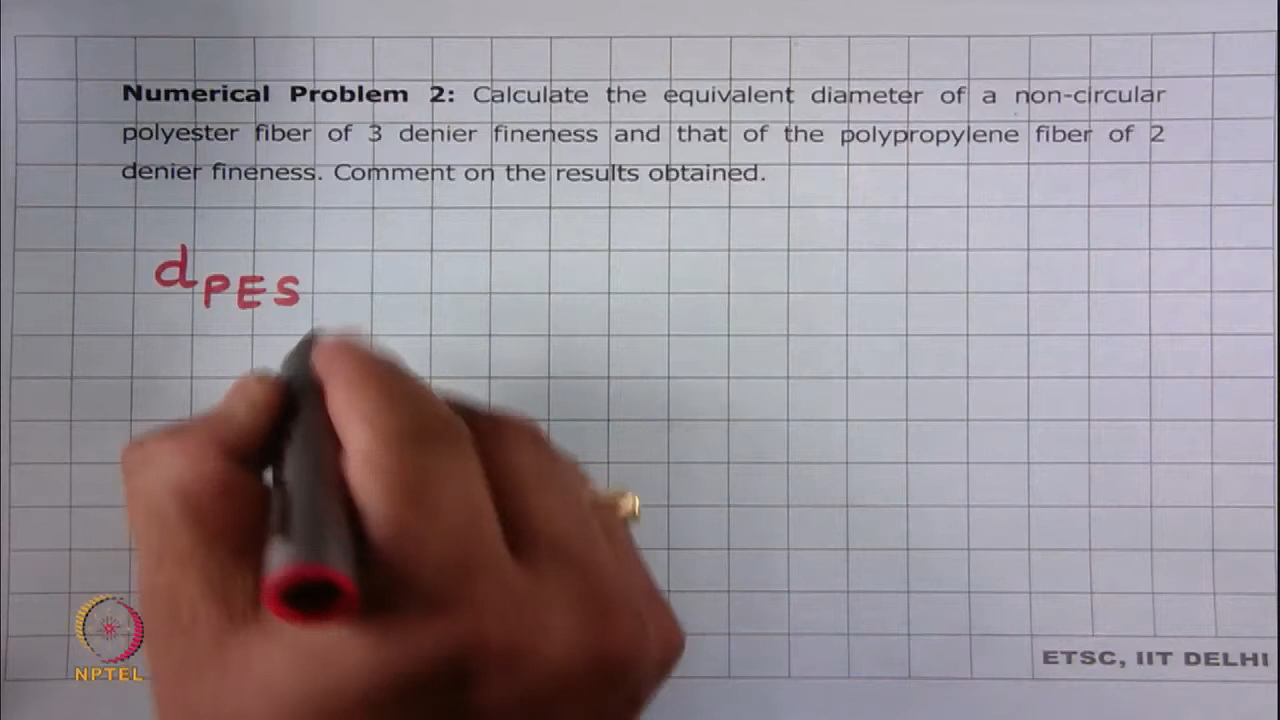 Numerical Problem 2: Calculate the equivalent diameter of a non-circular
polyester fiber of 3 denier fineness and that of the polypropylene fiber of 2
denier fineness. Comment on the results obtained.
dPES
NPTEL
ETSC, IIT DELHI